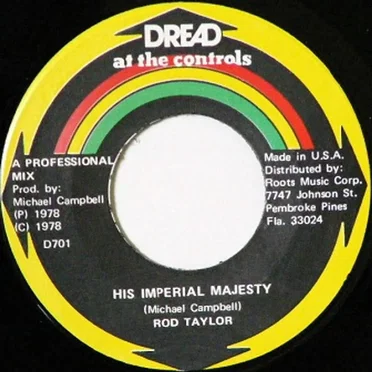 DREAD
at the controls
A PROFESSIONAL
MIX
Prod. by:
Michael Campbell
(P) 1978
(C) 1978
D701
Made in U.S.A.
Distributed by:
Roots Music Corp.
7747 Johnson St.
Pembroke Pines
Fla. 33024
HIS IMPERIAL MAJESTY
(Michael Campbell)
ROD TAYLOR